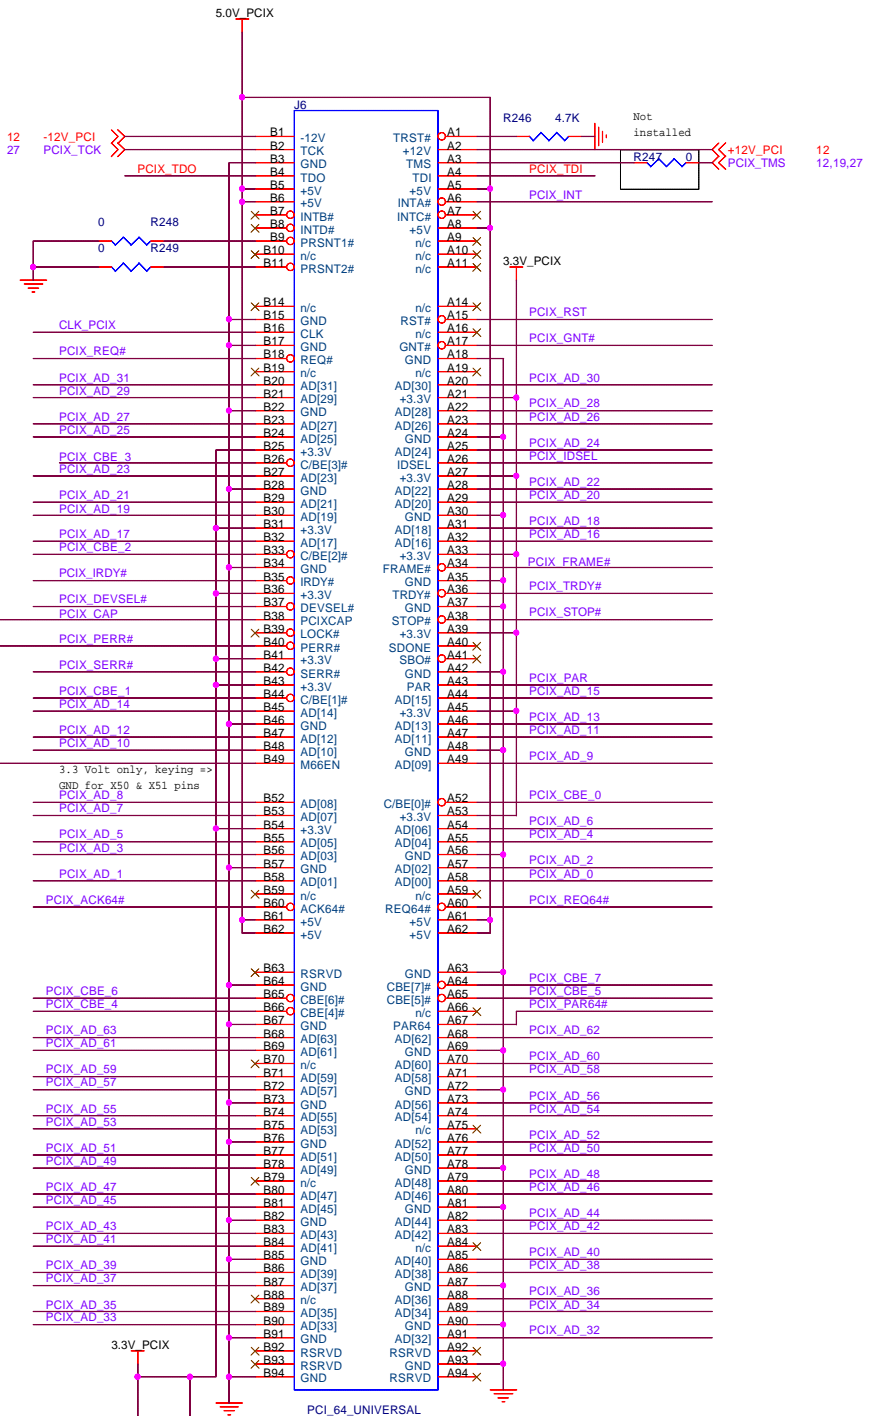 5.0V_PCIX
J6
12 -12V_PCI B1 -12V TRST# A1 R246 4.7K
27 PCIX_TCK B2 TCK +12V A2 +12V_PCI 12
Not installed
B3 GND TMS A3 R247 0 PCIX_TMS 12,19,27
PCIX_TDO B4 TDO TDI A4 PCIX_TDI
B5 +5V +5V A5
B6 +5V INTA# A6 PCIX_INT
B7 INTB# INTC# A7
B8 INTD# +5V A8
0 R248 B9 PRSNT1# n/c A9
B10 n/c n/c A10
0 R249 B11 PRSNT2# n/c A11
3.3V_PCIX
B14 n/c n/c A14
B15 GND RST# A15 PCIX_RST
CLK_PCIX B16 CLK n/c A16
B17 GND GNT# A17 PCIX_GNT#
PCIX_REQ# B18 REQ# GND A18
B19 n/c n/c A19
PCIX_AD_31 B20 AD[31] AD[30] A20 PCIX_AD_30
PCIX_AD_29 B21 AD[29] +3.3V A21
B22 GND AD[28] A22 PCIX_AD_28
PCIX_AD_27 B23 AD[27] AD[26] A23 PCIX_AD_26
PCIX_AD_25 B24 AD[25] GND A24
B25 +3.3V AD[24] A25 PCIX_AD_24
PCIX_CBE_3 B26 C/BE[3]# IDSEL A26 PCIX_IDSEL
PCIX_AD_23 B27 AD[23] +3.3V A27
B28 GND AD[22] A28 PCIX_AD_22
PCIX_AD_21 B29 AD[21] AD[20] A29 PCIX_AD_20
PCIX_AD_19 B30 AD[19] GND A30
B31 +3.3V AD[18] A31 PCIX_AD_18
PCIX_AD_17 B32 AD[17] AD[16] A32 PCIX_AD_16
PCIX_CBE_2 B33 C/BE[2]# +3.3V A33
B34 GND FRAME# A34 PCIX_FRAME#
PCIX_IRDY# B35 IRDY# GND A35
B36 +3.3V TRDY# A36 PCIX_TRDY#
PCIX_DEVSEL# B37 DEVSEL# GND A37
PCIX_CAP B38 PCIXCAP STOP# A38 PCIX_STOP#
B39 LOCK# +3.3V A39
PCIX_PERR# B40 PERR# SDONE A40
B41 +3.3V SBO# A41
PCIX_SERR# B42 SERR# GND A42
B43 +3.3V PAR A43 PCIX_PAR
PCIX_CBE_1 B44 C/BE[1]# AD[15] A44 PCIX_AD_15
PCIX_AD_14 B45 AD[14] +3.3V A45
B46 GND AD[13] A46 PCIX_AD_13
PCIX_AD_12 B47 AD[12] AD[11] A47 PCIX_AD_11
PCIX_AD_10 B48 AD[10] GND A48
B49 M66EN AD[09] A49 PCIX_AD_9
3.3 Volt only, keying =>
GND for X50 & X51 pins
PCIX_AD_8 B52 AD[08] C/BE[0]# A52 PCIX_CBE_0
PCIX_AD_7 B53 AD[07] +3.3V A53
B54 +3.3V AD[06] A54 PCIX_AD_6
PCIX_AD_5 B55 AD[05] AD[04] A55 PCIX_AD_4
PCIX_AD_3 B56 AD[03] GND A56
B57 GND AD[02] A57 PCIX_AD_2
PCIX_AD_1 B58 AD[01] AD[00] A58 PCIX_AD_0
B59 n/c n/c A59
PCIX_ACK64# B60 ACK64# REQ64# A60 PCIX_REQ64#
B61 +5V +5V A61
B62 +5V +5V A62
B63 RSRVD GND A63
B64 GND CBE[7]# A64 PCIX_CBE_7
PCIX_CBE_6 B65 CBE[6]# CBE[5]# A65 PCIX_CBE_5
PCIX_CBE_4 B66 CBE[4]# n/c A66
B67 GND PAR64 A67 PCIX_PAR64#
PCIX_AD_63 B68 AD[63] AD[62] A68 PCIX_AD_62
PCIX_AD_61 B69 AD[61] GND A69
B70 n/c AD[60] A70 PCIX_AD_60
PCIX_AD_59 B71 AD[59] AD[58] A71 PCIX_AD_58
PCIX_AD_57 B72 AD[57] GND A72
B73 GND AD[56] A73 PCIX_AD_56
PCIX_AD_55 B74 AD[55] AD[54] A74 PCIX_AD_54
PCIX_AD_53 B75 AD[53] n/c A75
B76 GND AD[52] A76 PCIX_AD_52
PCIX_AD_51 B77 AD[51] AD[50] A77 PCIX_AD_50
PCIX_AD_49 B78 AD[49] GND A78
B79 n/c AD[48] A79 PCIX_AD_48
PCIX_AD_47 B80 AD[47] AD[46] A80 PCIX_AD_46
PCIX_AD_45 B81 AD[45] GND A81
B82 GND AD[44] A82 PCIX_AD_44
PCIX_AD_43 B83 AD[43] AD[42] A83 PCIX_AD_42
PCIX_AD_41 B84 AD[41] n/c A84
B85 GND AD[40] A85 PCIX_AD_40
PCIX_AD_39 B86 AD[39] AD[38] A86 PCIX_AD_38
PCIX_AD_37 B87 AD[37] GND A87
B88 n/c AD[36] A88 PCIX_AD_36
PCIX_AD_35 B89 AD[35] AD[34] A89 PCIX_AD_34
PCIX_AD_33 B90 AD[33] GND A90
B91 GND AD[32] A91 PCIX_AD_32
3.3V_PCIX B92 RSRVD RSRVD A92
B93 RSRVD GND A93
B94 GND RSRVD A94
PCI_64_UNIVERSAL